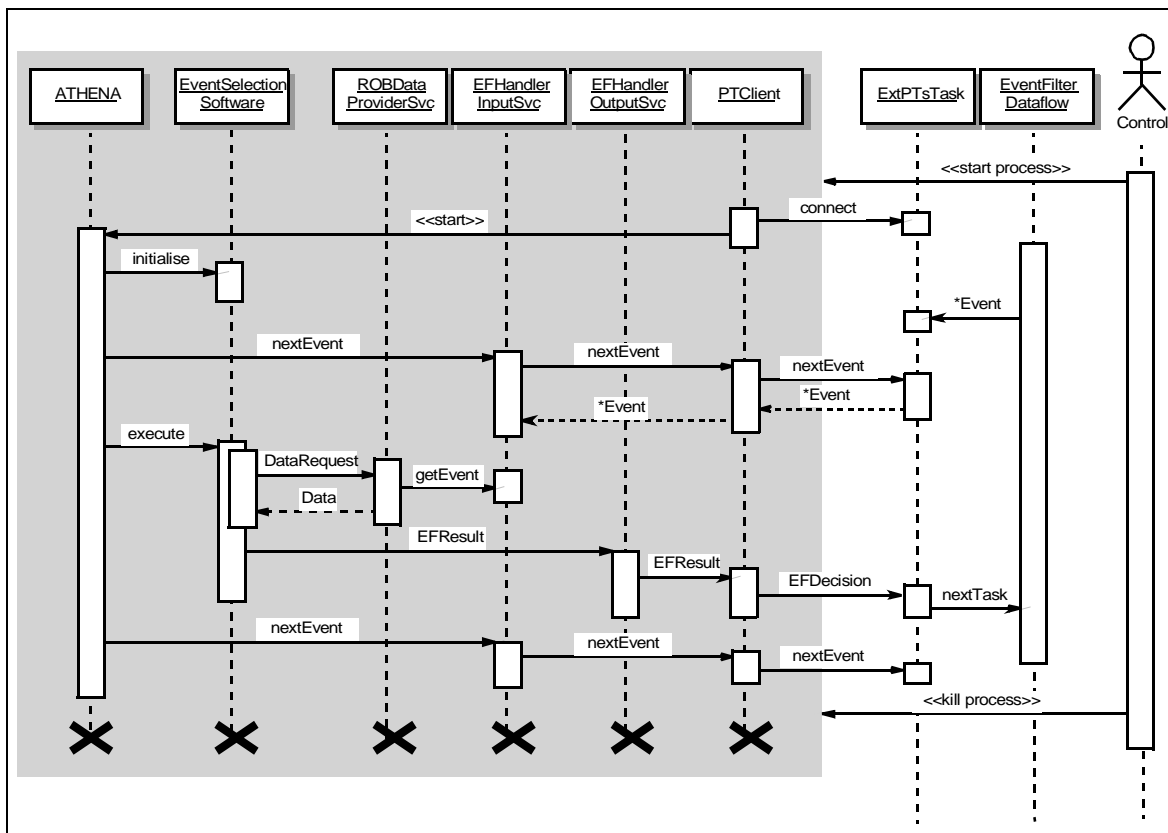 ATHENA
EventSelection
Software
ROBData
ProviderSvc
EFHandler
InputSvc
EFHandler
OutputSvc
PTClient
ExtPTsTask
EventFilter
Dataflow
Control
<<start process>>
connect
<<start>>
initialise
*Event
nextEvent
nextEvent
nextEvent
*Event
*Event
execute
DataRequest
getEvent
Data
EFResult
EFResult
EFDecision
nextTask
nextEvent
nextEvent
nextEvent
<<kill process>>